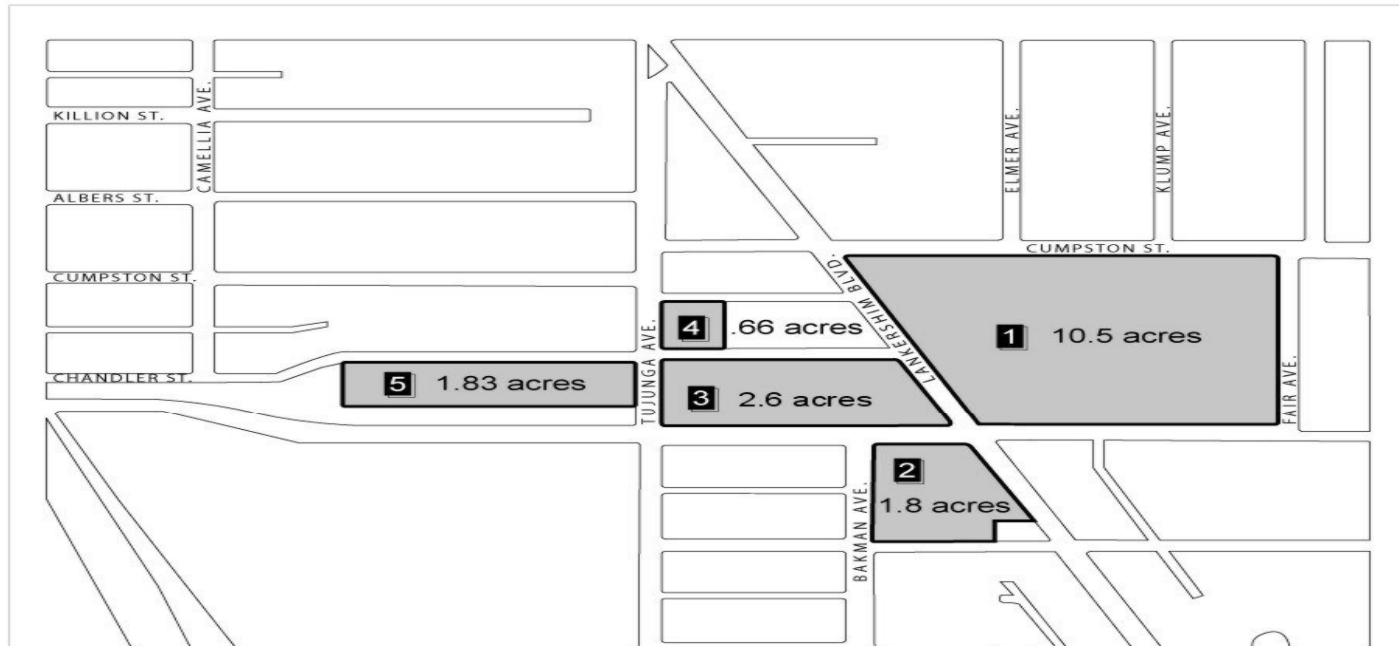 KILLION ST.
CAMELLIA AVE.
ALBERS ST.
ELMER AVE.
KLUMP AVE.
CUMPSTON ST.
CUMPSTON ST.
LANKERSHIM BLVD.
4 .66 acres
1 10.5 acres
CHANDLER ST.
5 1.83 acres
TUJUNGA AVE.
3 2.6 acres
FAIR AVE.
2
1.8 acres
BAKMAN AVE.